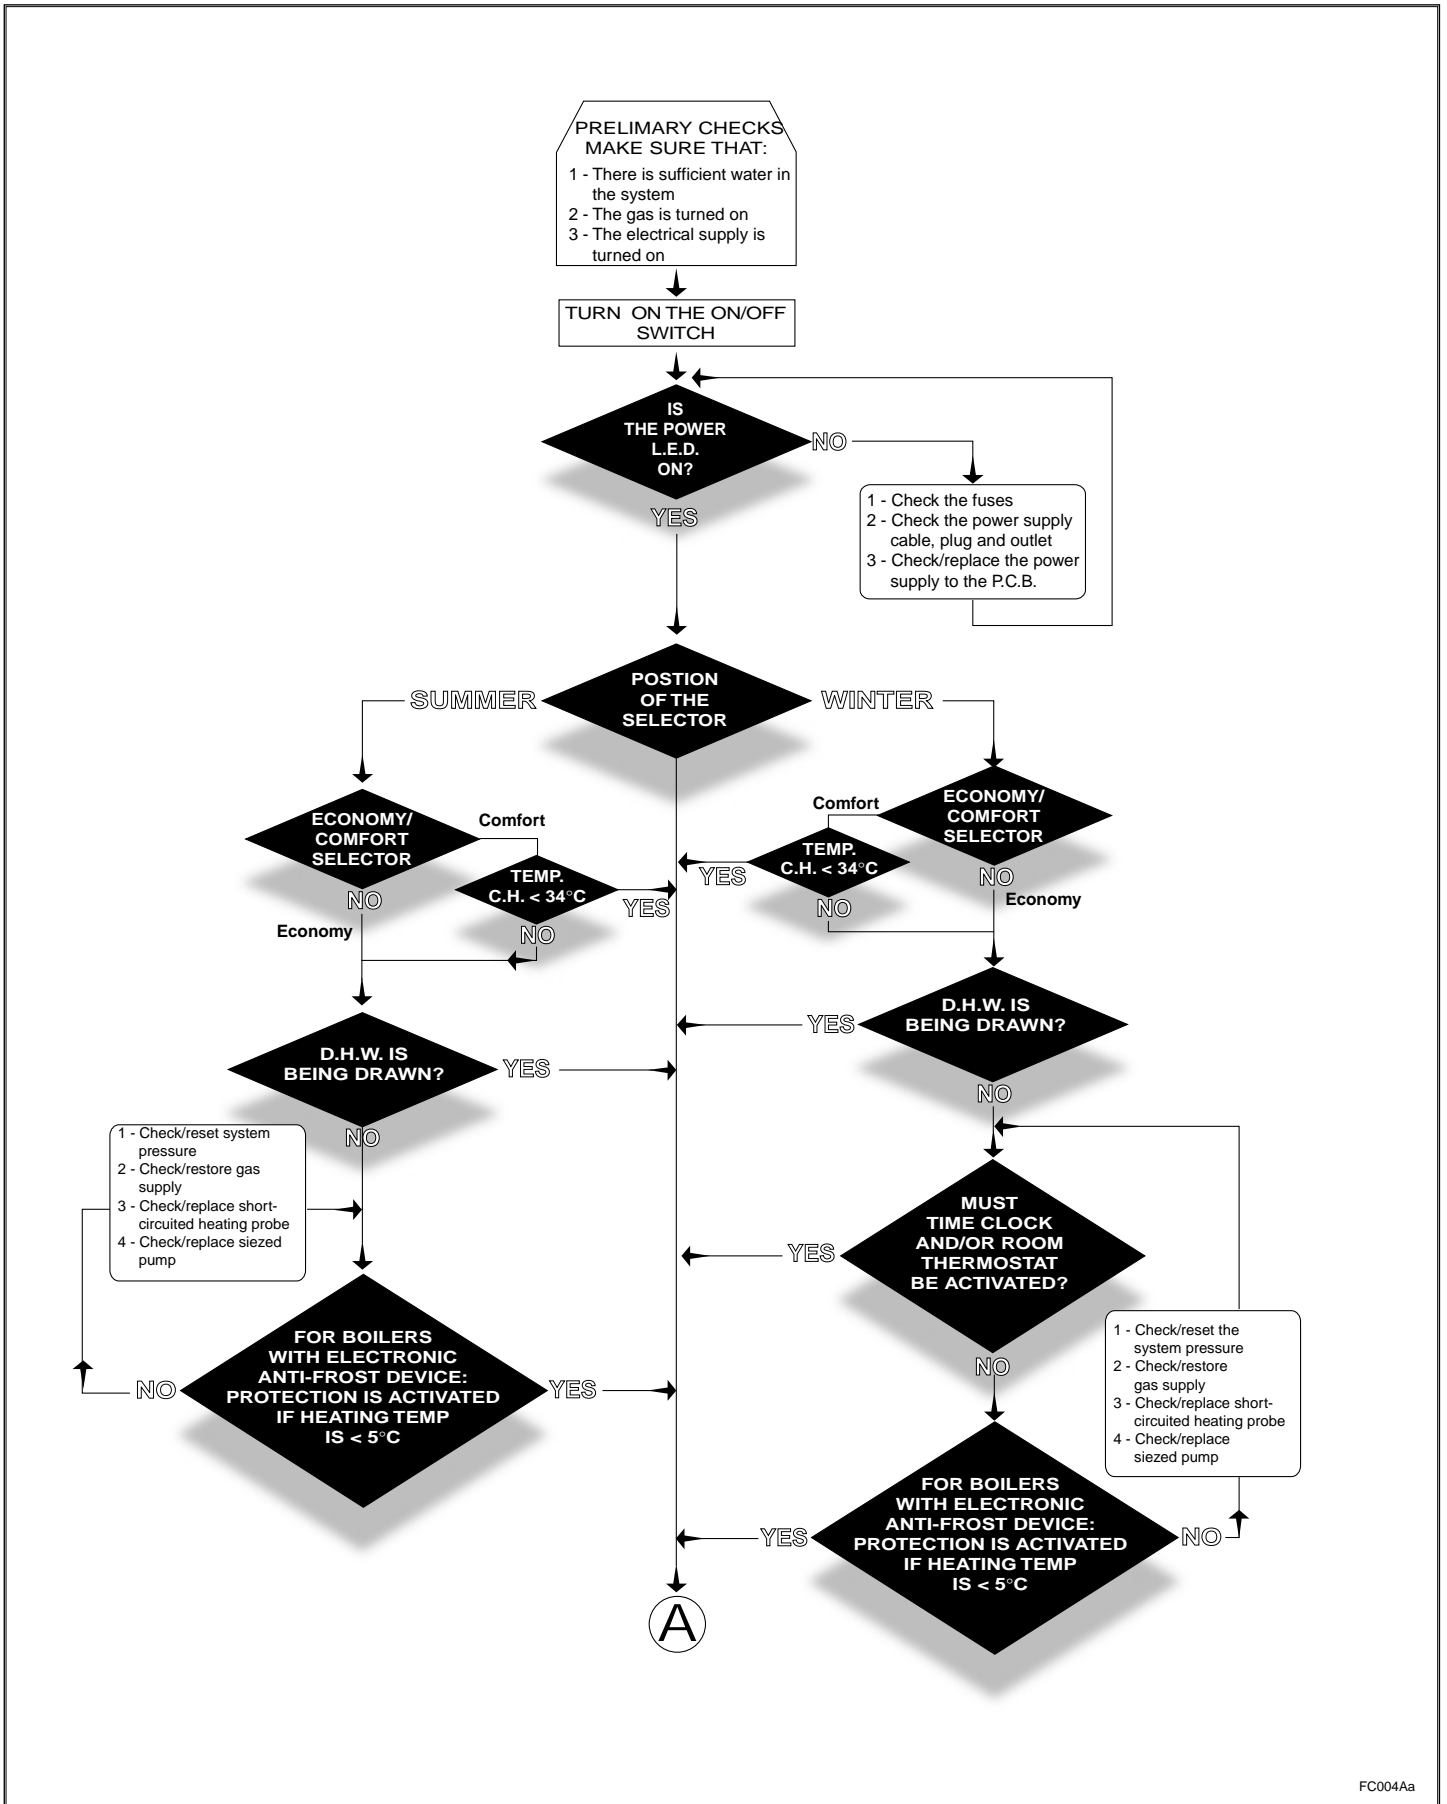 PRELIMARY CHECKS
MAKE SURE THAT:
1 - There is sufficient water in
the system
2 - The gas is turned on
3 - The electrical supply is
turned on
TURN ON THE ON/OFF
SWITCH
IS
THE POWER
L.E.D.
ON?
NO
YES
1 - Check the fuses
2 - Check the power supply
cable, plug and outlet
3 - Check/replace the power
supply to the P.C.B.
SUMMER
POSTION
OF THE
SELECTOR
WINTER
ECONOMY/
COMFORT
SELECTOR
Comfort
NO
Economy
TEMP.
C.H. < 34°C
YES
NO
ECONOMY/
COMFORT
SELECTOR
Comfort
TEMP.
C.H. < 34°C
YES
NO
NO
Economy
D.H.W. IS
BEING DRAWN?
YES
NO
D.H.W. IS
BEING DRAWN?
YES
NO
1 - Check/reset system
pressure
2 - Check/restore gas
supply
3 - Check/replace short-
circuited heating probe
4 - Check/replace siezed
pump
MUST
TIME CLOCK
AND/OR ROOM
THERMOSTAT
BE ACTIVATED?
YES
NO
1 - Check/reset the
system pressure
2 - Check/restore
gas supply
3 - Check/replace short-
circuited heating probe
4 - Check/replace
siezed pump
FOR BOILERS
WITH ELECTRONIC
ANTI-FROST DEVICE:
PROTECTION IS ACTIVATED
IF HEATING TEMP
IS < 5°C
NO
YES
FOR BOILERS
WITH ELECTRONIC
ANTI-FROST DEVICE:
PROTECTION IS ACTIVATED
IF HEATING TEMP
IS < 5°C
YES
NO
A
FC004Aa